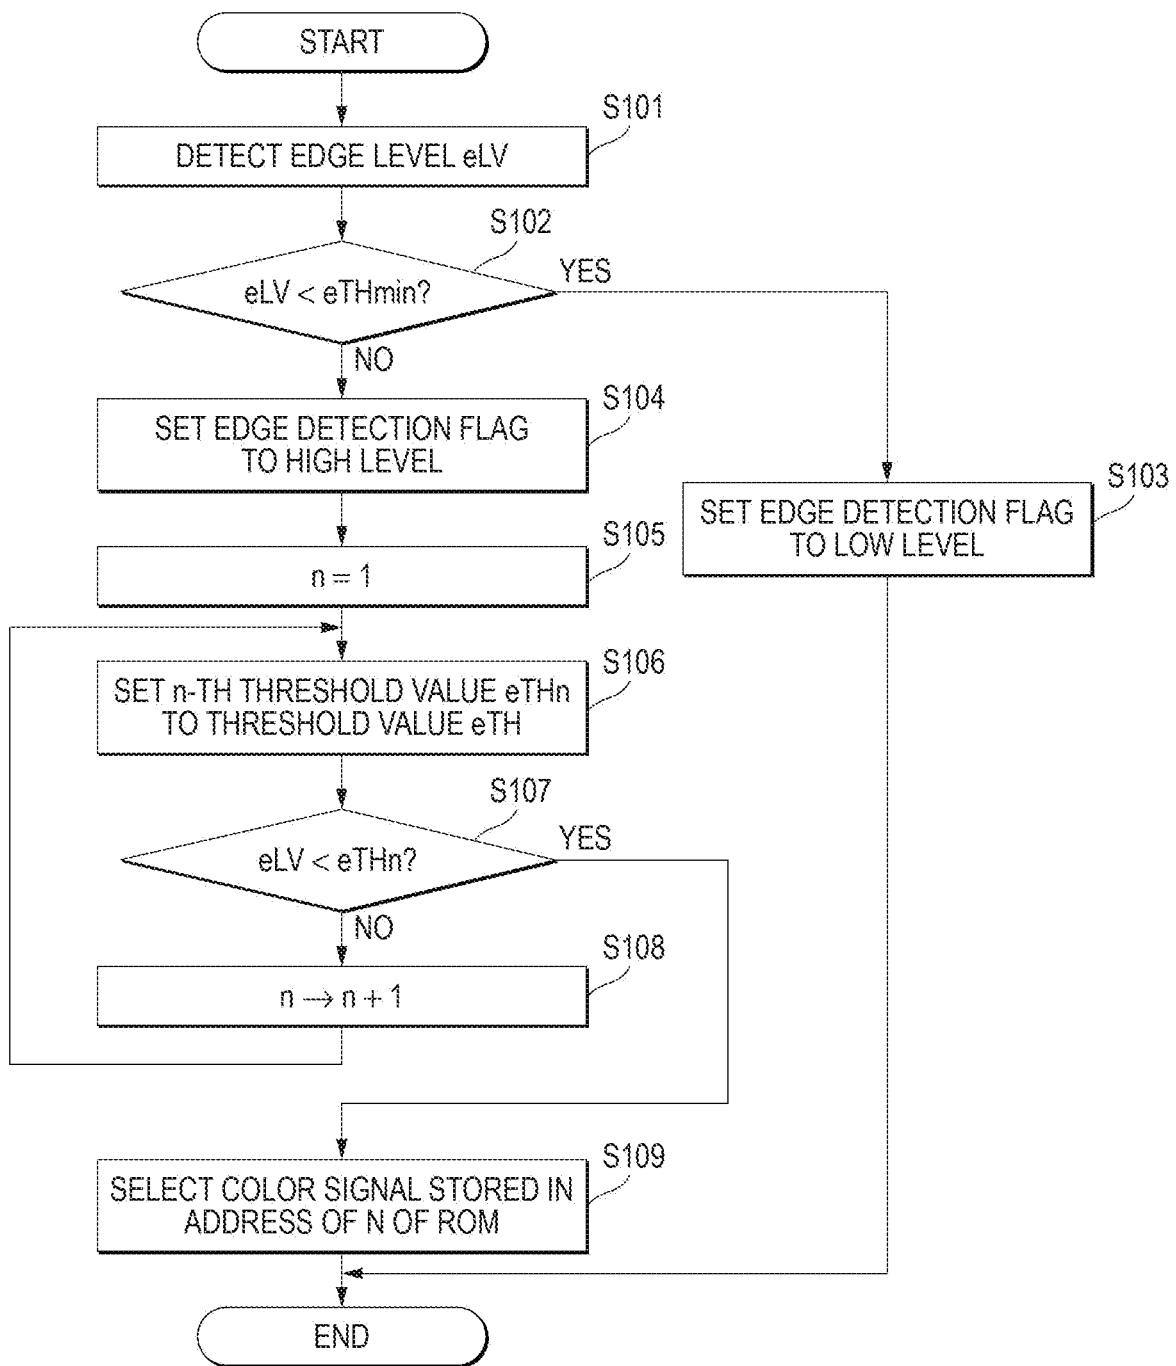 START
S101
DETECT EDGE LEVEL eLV
S102
eLV < eTHmin?
YES
NO
S104
SET EDGE DETECTION FLAG
TO HIGH LEVEL
S103
SET EDGE DETECTION FLAG
TO LOW LEVEL
S105
n = 1
S106
SET n-TH THRESHOLD VALUE eTHn
TO THRESHOLD VALUE eTH
S107
eLV < eTHn?
YES
NO
S108
n → n + 1
S109
SELECT COLOR SIGNAL STORED IN
ADDRESS OF N OF ROM
END